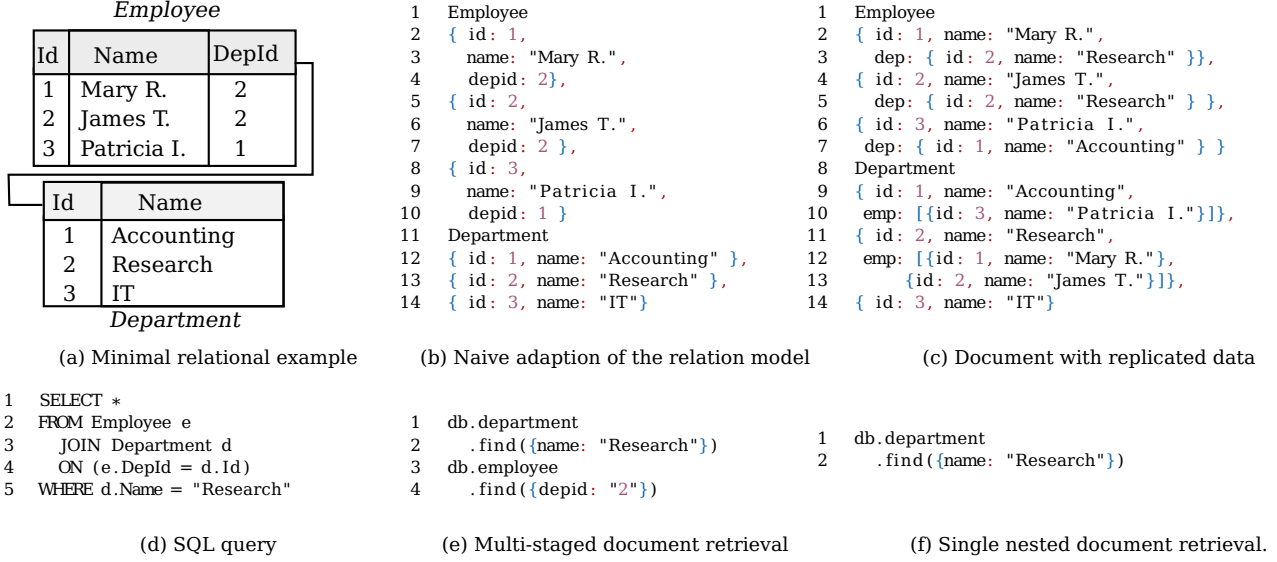 Employee
Id Name DepId
1 Mary R. 2
2 James T. 2
3 Patricia I. 1
Id Name
1 Accounting
2 Research
3 IT
Department
(a) Minimal relational example
1 Employee
2 { id: 1,
3 name: "Mary R.",
4 depid: 2},
5 { id: 2,
6 name: "James T.",
7 depid: 2 },
8 { id: 3,
9 name: "Patricia I.",
10 depid: 1 }
11 Department
12 { id: 1, name: "Accounting" },
13 { id: 2, name: "Research" },
14 { id: 3, name: "IT"}
(b) Naive adaption of the relation model
1 Employee
2 { id: 1, name: "Mary R.",
3 dep: { id: 2, name: "Research" }},
4 { id: 2, name: "James T.",
5 dep: { id: 2, name: "Research" } },
6 { id: 3, name: "Patricia I.",
7 dep: { id: 1, name: "Accounting" } }
8 Department
9 { id: 1, name: "Accounting",
10 emp: [{id: 3, name: "Patricia I."}]},
11 { id: 2, name: "Research",
12 emp: [{id: 1, name: "Mary R."},
13 {id: 2, name: "James T."}]},
14 { id: 3, name: "IT"}
(c) Document with replicated data
1 SELECT *
2 FROM Employee e
3 JOIN Department d
4 ON (e.DepId = d.Id)
5 WHERE d.Name = "Research"
(d) SQL query
1 db.department
2 .find({name: "Research"})
3 db.employee
4 .find({depid: "2"})
(e) Multi-staged document retrieval
1 db.department
2 .find({name: "Research"})
(f) Single nested document retrieval.